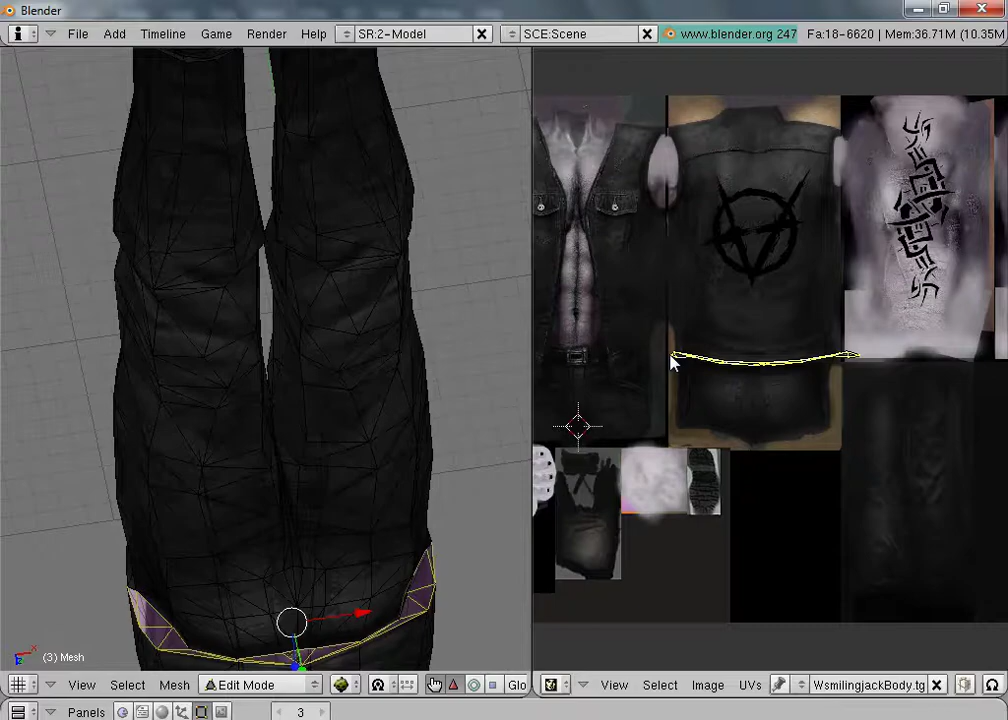 Blender
File Add Timeline Game Render Help SR:2-Model SCE:Scene www.blender.org 247 Fa:18-6620 | Mem:36.71M (10.35M
(3) Mesh
View Select Mesh Edit Mode Glo View Select Image UVs WsmilingjackBody.tg
Panels 3